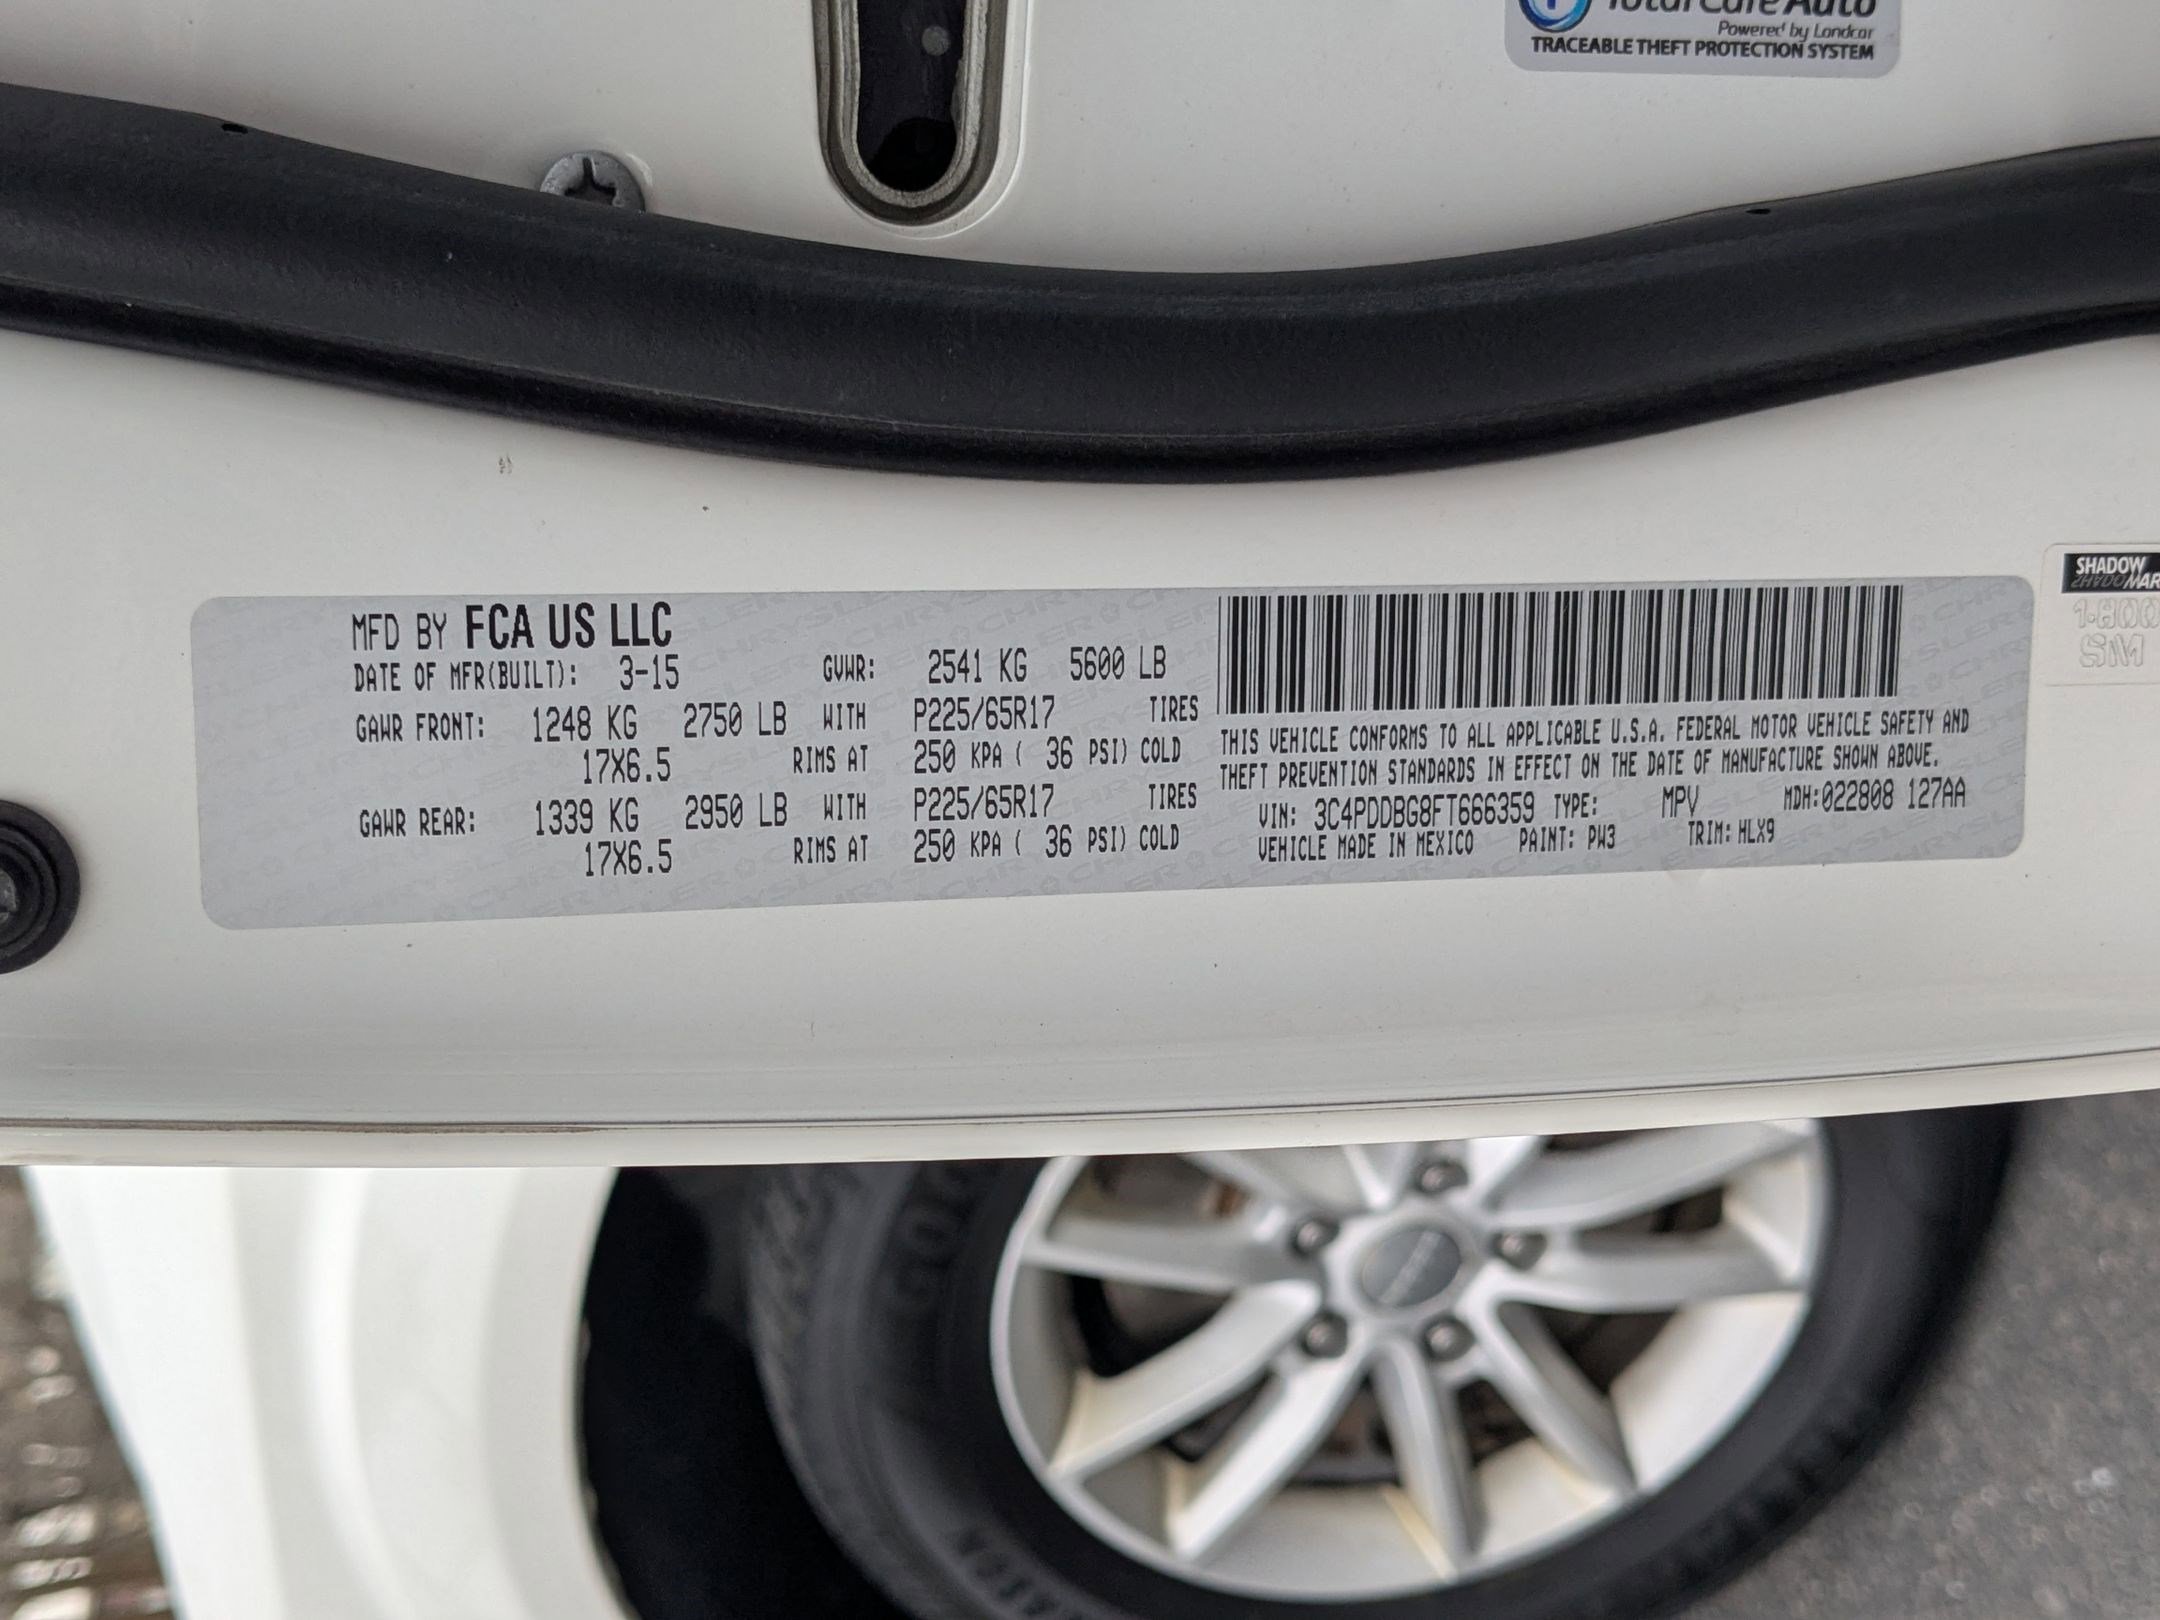 Total Care Auto
Powered by Landcar
TRACEABLE THEFT PROTECTION SYSTEM
SHADOW
1-800
SM
MFD BY FCA US LLC
DATE OF MFR(BUILT): 3-15 GVWR: 2541 KG 5600 LB
GAWR FRONT: 1248 KG 2750 LB WITH P225/65R17 TIRES
17X6.5 RIMS AT 250 KPA ( 36 PSI) COLD
GAWR REAR: 1339 KG 2950 LB WITH P225/65R17 TIRES
17X6.5 RIMS AT 250 KPA ( 36 PSI) COLD
THIS VEHICLE CONFORMS TO ALL APPLICABLE U.S.A. FEDERAL MOTOR VEHICLE SAFETY AND
THEFT PREVENTION STANDARDS IN EFFECT ON THE DATE OF MANUFACTURE SHOWN ABOVE.
VIN: 3C4PDDBG8FT666359 TYPE: MPV MDH:022808 127AA
VEHICLE MADE IN MEXICO PAINT: PW3 TRIM: HLX9